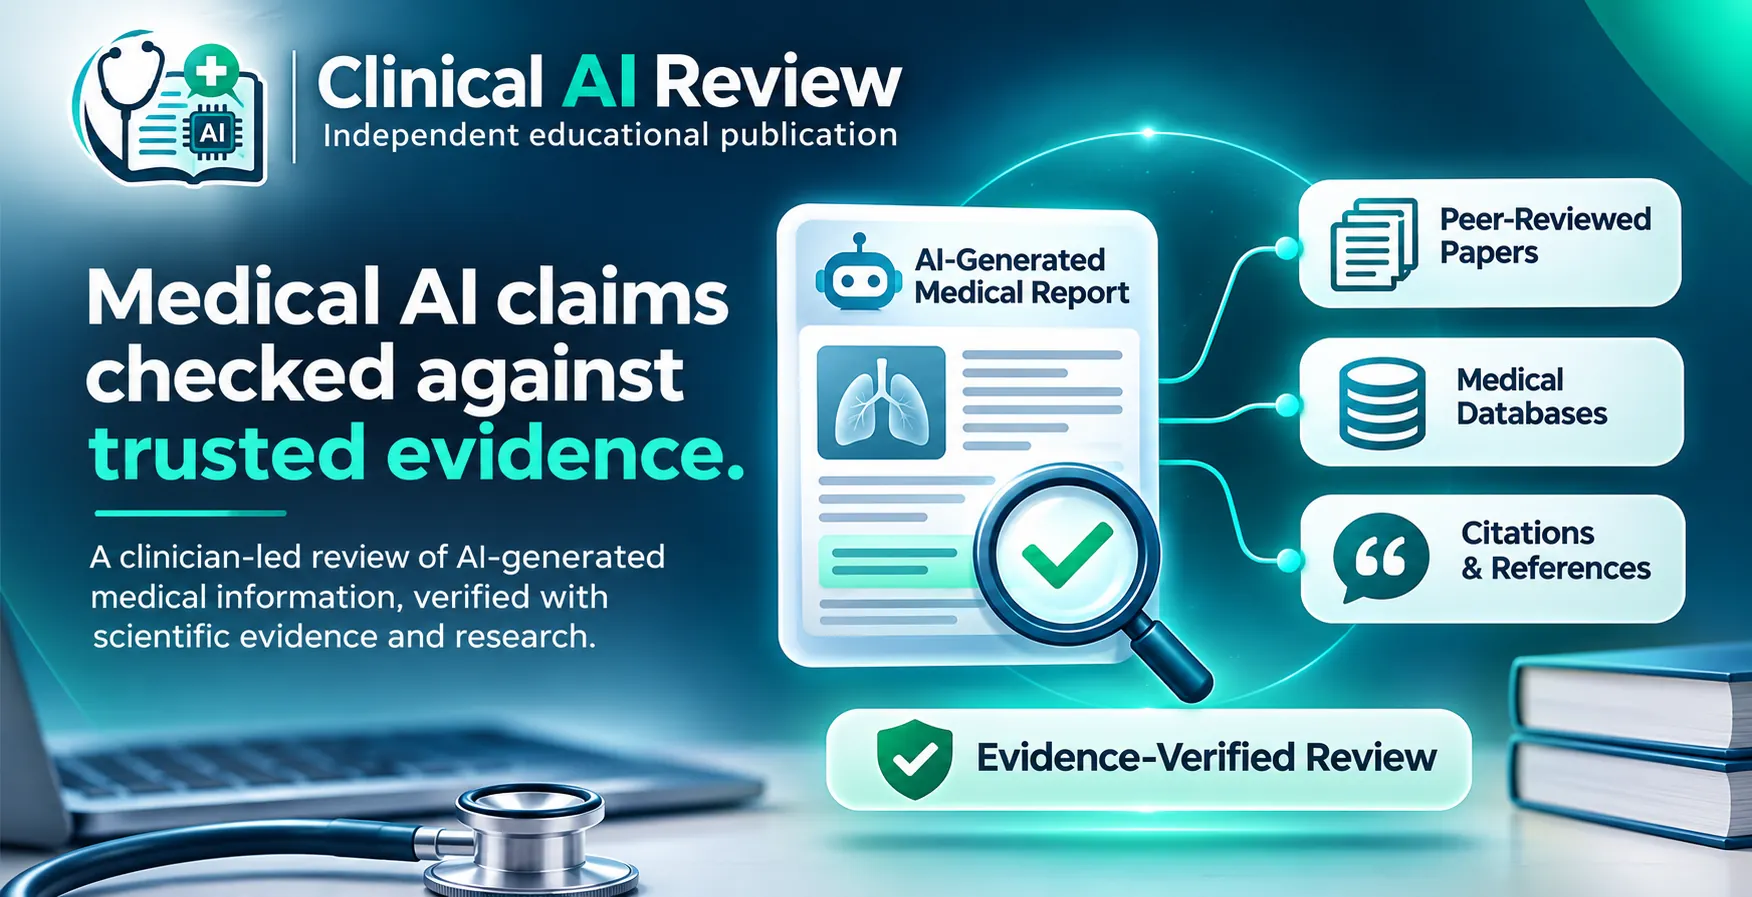 AI
Clinical AI Review
Independent educational publication
Medical AI claims
checked against
trusted evidence.
A clinician-led review of AI-generated
medical information, verified with
scientific evidence and research.
AI-Generated
Medical Report
Peer-Reviewed
Papers
Medical
Databases
Citations
& References
Evidence-Verified Review